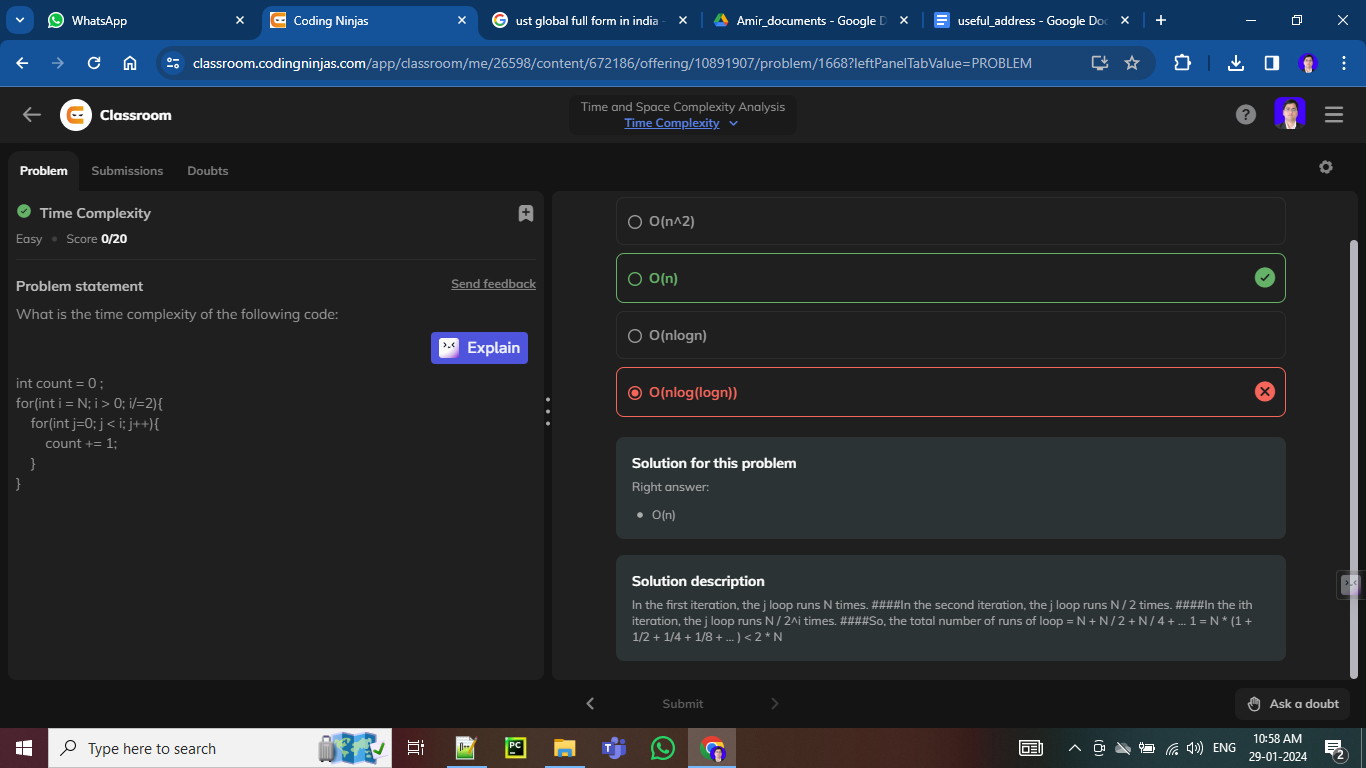 WhatsApp
Coding Ninjas
ust global full form in india -
Amir_documents - Google D
useful_address - Google Doc
classroom.codingninjas.com/app/classroom/me/26598/content/672186/offering/10891907/problem/1668?leftPanelTabValue=PROBLEM
Classroom
Time and Space Complexity Analysis
Time Complexity
Problem
Submissions
Doubts
Time Complexity
Easy
Score 0/20
Problem statement
Send feedback
What is the time complexity of the following code:
Explain
int count = 0 ;
for(int i = N; i > 0; i/=2){
for(int j=0; j < i; j++){
count += 1;
}
}
O(n^2)
O(n)
O(nlogn)
O(nlog(logn))
Solution for this problem
Right answer:
O(n)
Solution description
In the first iteration, the j loop runs N times. ####In the second iteration, the j loop runs N / 2 times. ####In the ith
iteration, the j loop runs N / 2^i times. ####So, the total number of runs of loop = N + N / 2 + N / 4 + ... 1 = N * (1 +
1/2 + 1/4 + 1/8 + ... ) < 2 * N
Submit
Ask a doubt
Type here to search
PC
ENG
10:58 AM
29-01-2024
2